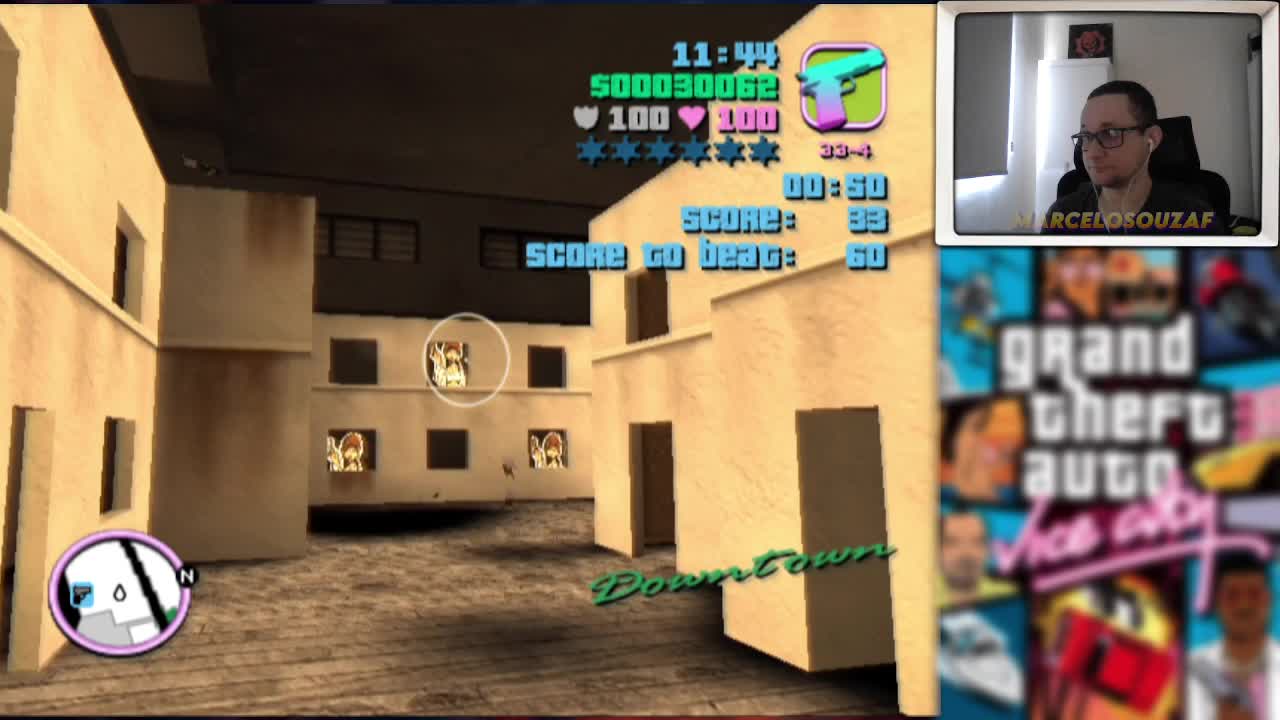 11:44
$00030062
100 100
33-4
00:50
SCORE: 33
SCORE to beat: 60
N
Downtown
MARCELOSOUZAF
grand
theft
auto
Vice City